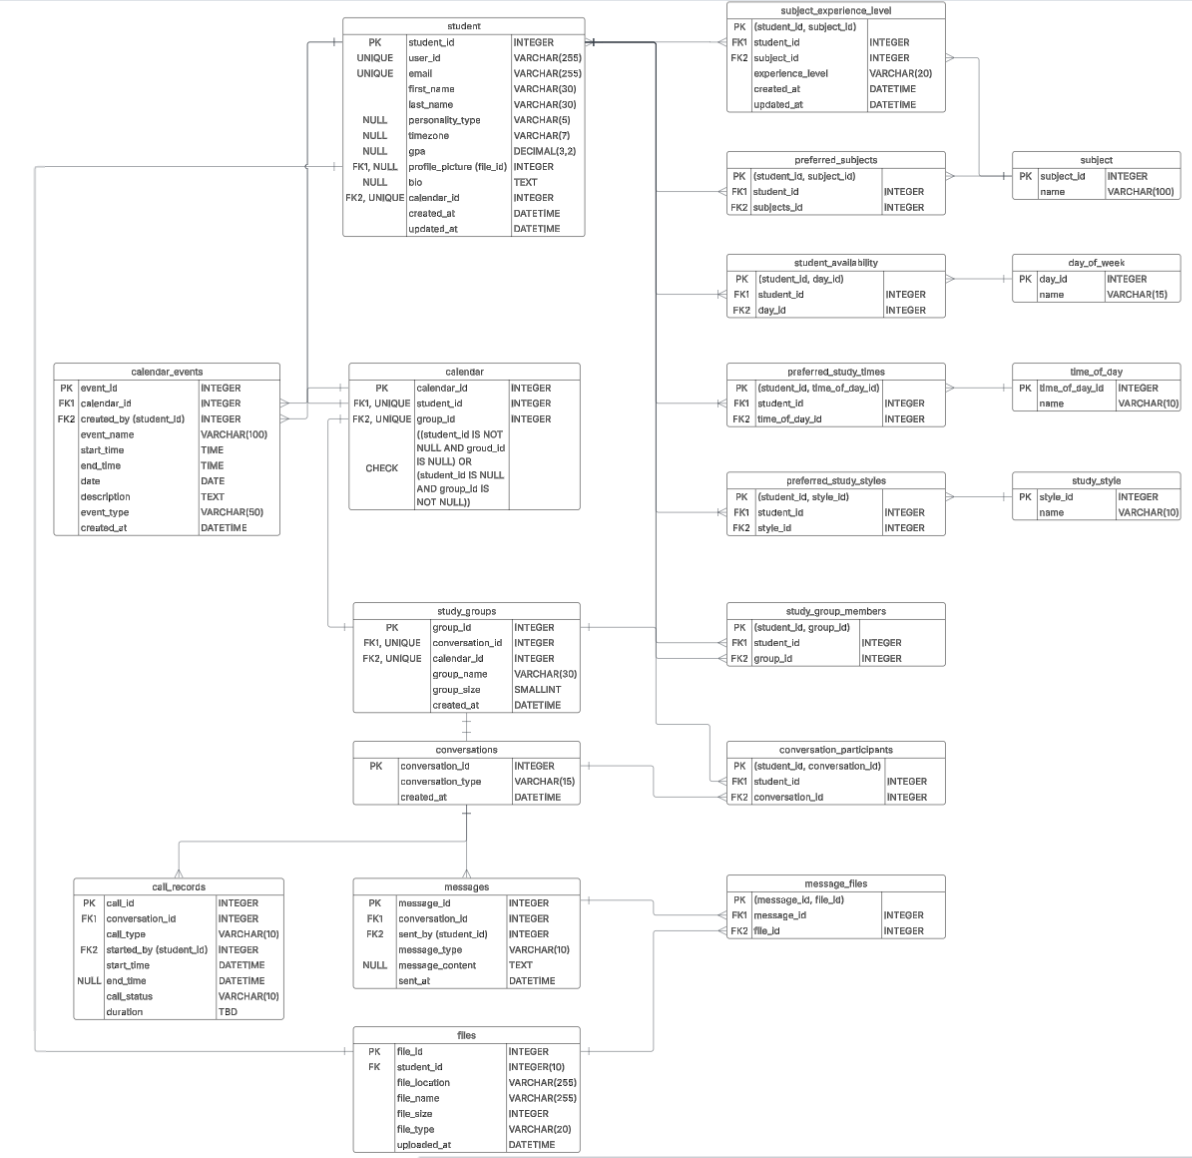 student
PK student_id INTEGER
UNIQUE user_id VARCHAR(255)
UNIQUE email VARCHAR(255)
first_name VARCHAR(30)
last_name VARCHAR(30)
NULL personality_type VARCHAR(5)
NULL timezone VARCHAR(7)
NULL gpa DECIMAL(3,2)
FK1, NULL profile_picture (file_id) INTEGER
NULL bio TEXT
FK2, UNIQUE calendar_id INTEGER
created_at DATETIME
updated_at DATETIME
subject_experience_level
PK (student_id, subject_id)
FK1 student_id INTEGER
FK2 subject_id INTEGER
experience_level VARCHAR(20)
created_at DATETIME
updated_at DATETIME
preferred_subjects
PK (student_id, subject_id)
FK1 student_id INTEGER
FK2 subjects_id INTEGER
subject
PK subject_id INTEGER
name VARCHAR(100)
student_availability
PK (student_id, day_id)
FK1 student_id INTEGER
FK2 day_id INTEGER
day_of_week
PK day_id INTEGER
name VARCHAR(15)
calendar_events
PK event_id INTEGER
FK1 calendar_id INTEGER
FK2 created_by (student_id) INTEGER
event_name VARCHAR(100)
start_time TIME
end_time TIME
date DATE
description TEXT
event_type VARCHAR(50)
created_at DATETIME
calendar
PK calendar_id INTEGER
FK1, UNIQUE student_id INTEGER
FK2, UNIQUE group_id INTEGER
CHECK
((student_id IS NOT
NULL AND groud_id
IS NULL) OR
(student_id IS NULL
AND group_id IS
NOT NULL))
preferred_study_times
PK (student_id, time_of_day_id)
FK1 student_id INTEGER
FK2 time_of_day_id INTEGER
time_of_day
PK time_of_day_id INTEGER
name VARCHAR(10)
preferred_study_styles
PK (student_id, style_id)
FK1 student_id INTEGER
FK2 style_id INTEGER
study_style
PK style_id INTEGER
name VARCHAR(10)
study_groups
PK group_id INTEGER
FK1, UNIQUE conversation_id INTEGER
FK2, UNIQUE calendar_id INTEGER
group_name VARCHAR(30)
group_size SMALLINT
created_at DATETIME
study_group_members
PK (student_id, group_id)
FK1 student_id INTEGER
FK2 group_id INTEGER
conversations
PK conversation_id INTEGER
conversation_type VARCHAR(15)
created_at DATETIME
conversation_participants
PK (student_id, conversation_id)
FK1 student_id INTEGER
FK2 conversation_id INTEGER
call_records
PK call_id INTEGER
FK1 conversation_id INTEGER
call_type VARCHAR(10)
FK2 started_by (student_id) INTEGER
start_time DATETIME
NULL end_time DATETIME
call_status VARCHAR(10)
duration TBD
messages
PK message_id INTEGER
FK1 conversation_id INTEGER
FK2 sent_by (student_id) INTEGER
message_type VARCHAR(10)
NULL message_content TEXT
sent_at DATETIME
message_files
PK (message_id, file_id)
FK1 message_id INTEGER
FK2 file_id INTEGER
files
PK file_id INTEGER
FK student_id INTEGER(10)
file_location VARCHAR(255)
file_name VARCHAR(255)
file_size INTEGER
file_type VARCHAR(20)
uploaded_at DATETIME